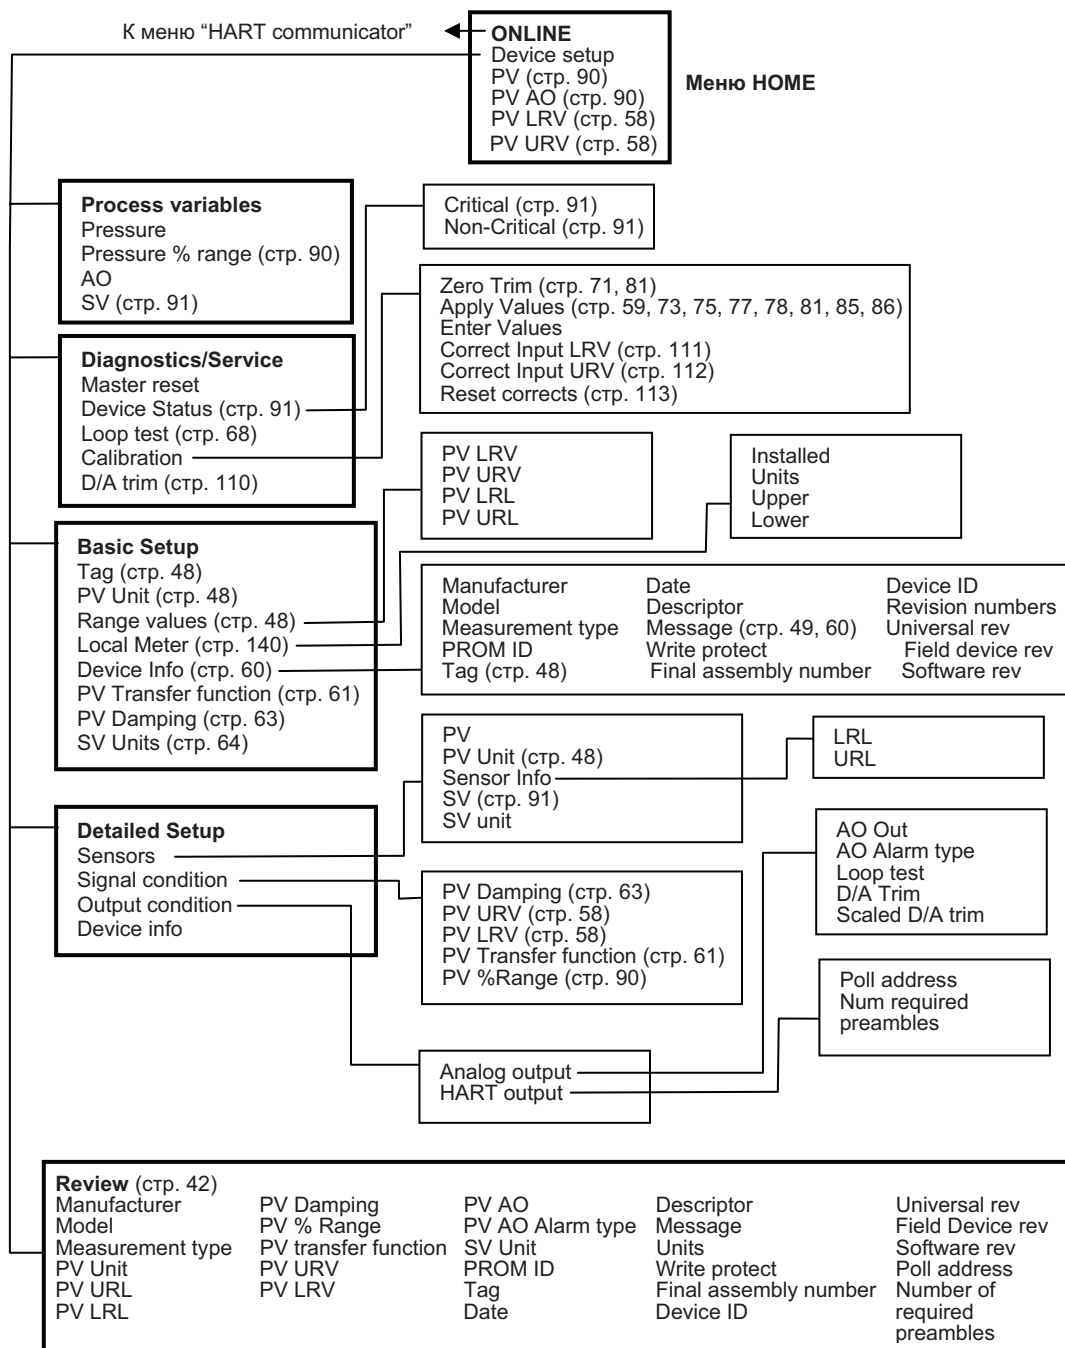 К меню “HART communicator”
ONLINE
Device setup
PV (стр. 90)
PV AO (стр. 90)
PV LRV (стр. 58)
PV URV (стр. 58)
Меню HOME
Process variables
Pressure
Pressure % range (стр. 90)
AO
SV (стр. 91)
Critical (стр. 91)
Non-Critical (стр. 91)
Diagnostics/Service
Master reset
Device Status (стр. 91)
Loop test (стр. 68)
Calibration
D/A trim (стр. 110)
Zero Trim (стр. 71, 81)
Apply Values (стр. 59, 73, 75, 77, 78, 81, 85, 86)
Enter Values
Correct Input LRV (стр. 111)
Correct Input URV (стр. 112)
Reset corrects (стр. 113)
Basic Setup
Tag (стр. 48)
PV Unit (стр. 48)
Range values (стр. 48)
Local Meter (стр. 140)
Device Info (стр. 60)
PV Transfer function (стр. 61)
PV Damping (стр. 63)
SV Units (стр. 64)
PV LRV
PV URV
PV LRL
PV URL
Installed
Units
Upper
Lower
Manufacturer
Model
Measurement type
PROM ID
Tag (стр. 48)
Date
Descriptor
Message (стр. 49, 60)
Write protect
Final assembly number
Device ID
Revision numbers
Universal rev
Field device rev
Software rev
Detailed Setup
Sensors
Signal condition
Output condition
Device info
PV
PV Unit (стр. 48)
Sensor Info
SV (стр. 91)
SV unit
LRL
URL
PV Damping (стр. 63)
PV URV (стр. 58)
PV LRV (стр. 58)
PV Transfer function (стр. 61)
PV %Range (стр. 90)
AO Out
AO Alarm type
Loop test
D/A Trim
Scaled D/A trim
Analog output
HART output
Poll address
Num required
preambles
Review (стр. 42)
Manufacturer
Model
Measurement type
PV Unit
PV URL
PV LRL
PV Damping
PV % Range
PV transfer function
PV URV
PV LRV
PV AO
PV AO Alarm type
SV Unit
PROM ID
Tag
Date
Descriptor
Message
Units
Write protect
Final assembly number
Device ID
Universal rev
Field Device rev
Software rev
Poll address
Number of
required
preambles